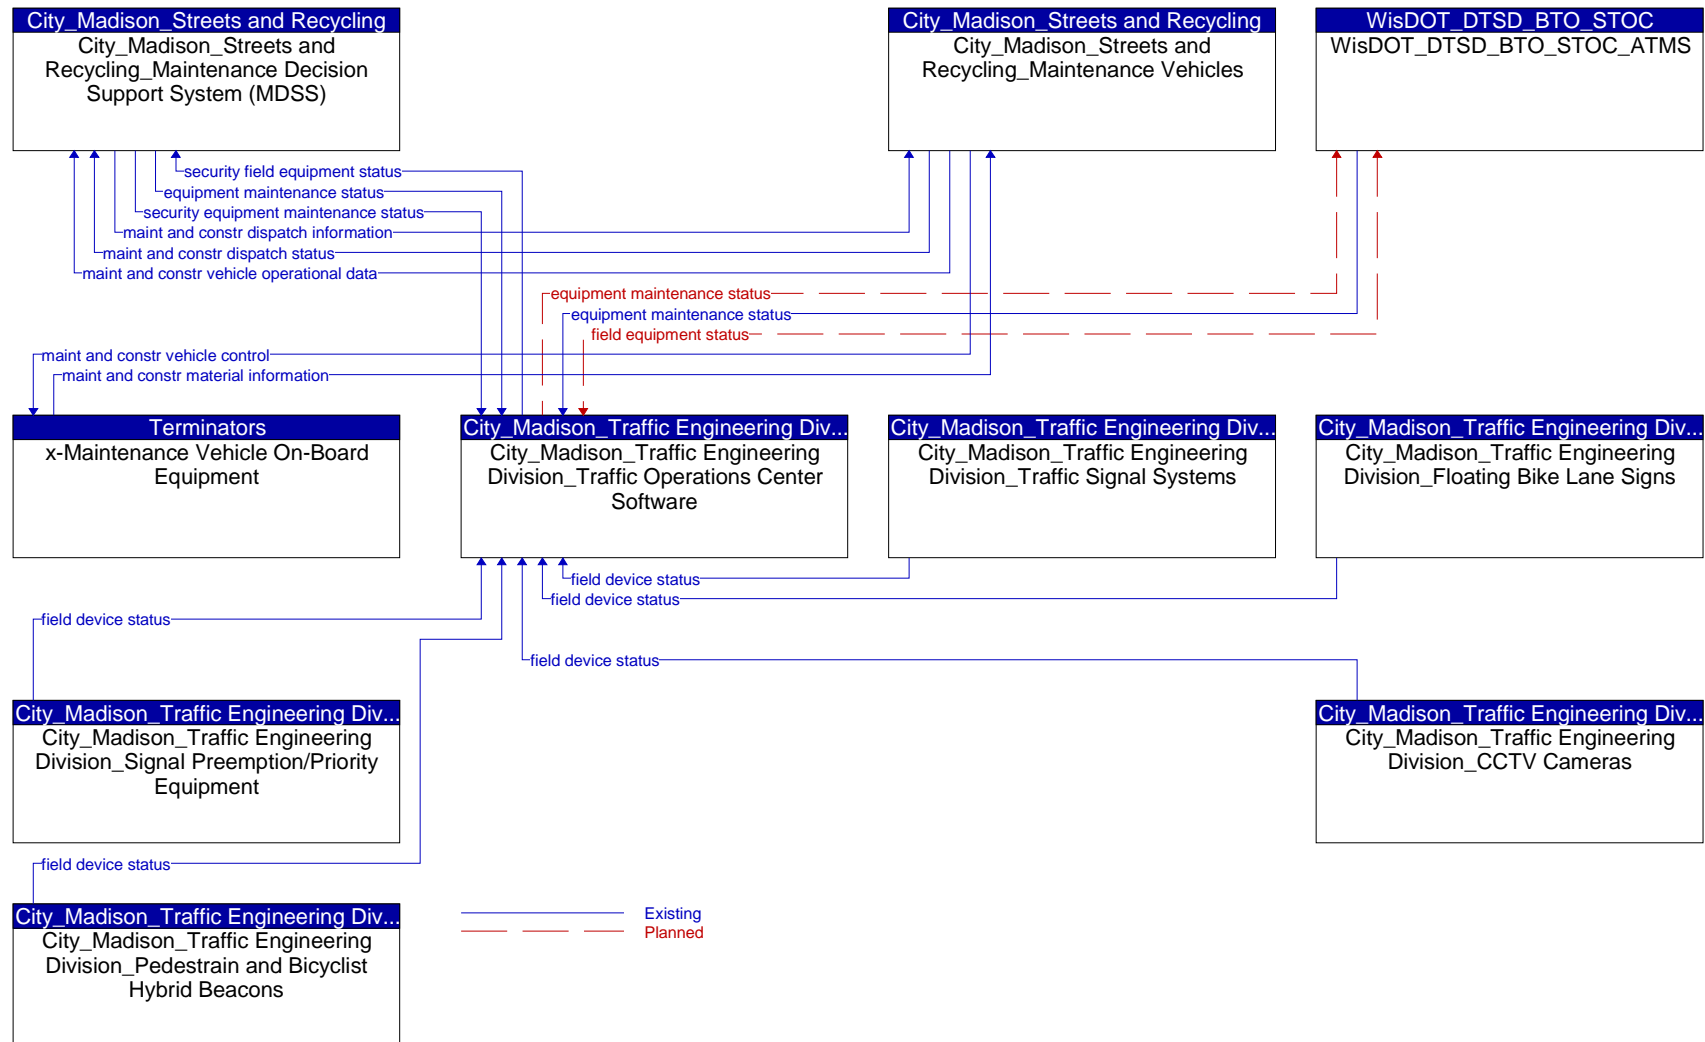 City_Madison_Streets and Recycling
City_Madison_Streets and
Recycling_Maintenance Decision
Support System (MDSS)
City_Madison_Streets and Recycling
City_Madison_Streets and
Recycling_Maintenance Vehicles
WisDOT_DTSD_BTO_STOC
WisDOT_DTSD_BTO_STOC_ATMS
security field equipment status
equipment maintenance status
security equipment maintenance status
maint and constr dispatch information
maint and constr dispatch status
maint and constr vehicle operational data
equipment maintenance status
equipment maintenance status
field equipment status
maint and constr vehicle control
maint and constr material information
Terminators
x-Maintenance Vehicle On-Board
Equipment
City_Madison_Traffic Engineering Div...
City_Madison_Traffic Engineering
Division_Traffic Operations Center
Software
City_Madison_Traffic Engineering Div...
City_Madison_Traffic Engineering
Division_Traffic Signal Systems
City_Madison_Traffic Engineering Div...
City_Madison_Traffic Engineering
Division_Floating Bike Lane Signs
field device status
field device status
field device status
field device status
City_Madison_Traffic Engineering Div...
City_Madison_Traffic Engineering
Division_Signal Preemption/Priority
Equipment
City_Madison_Traffic Engineering Div...
City_Madison_Traffic Engineering
Division_CCTV Cameras
field device status
City_Madison_Traffic Engineering Div...
City_Madison_Traffic Engineering
Division_Pedestrain and Bicyclist
Hybrid Beacons
Existing
Planned